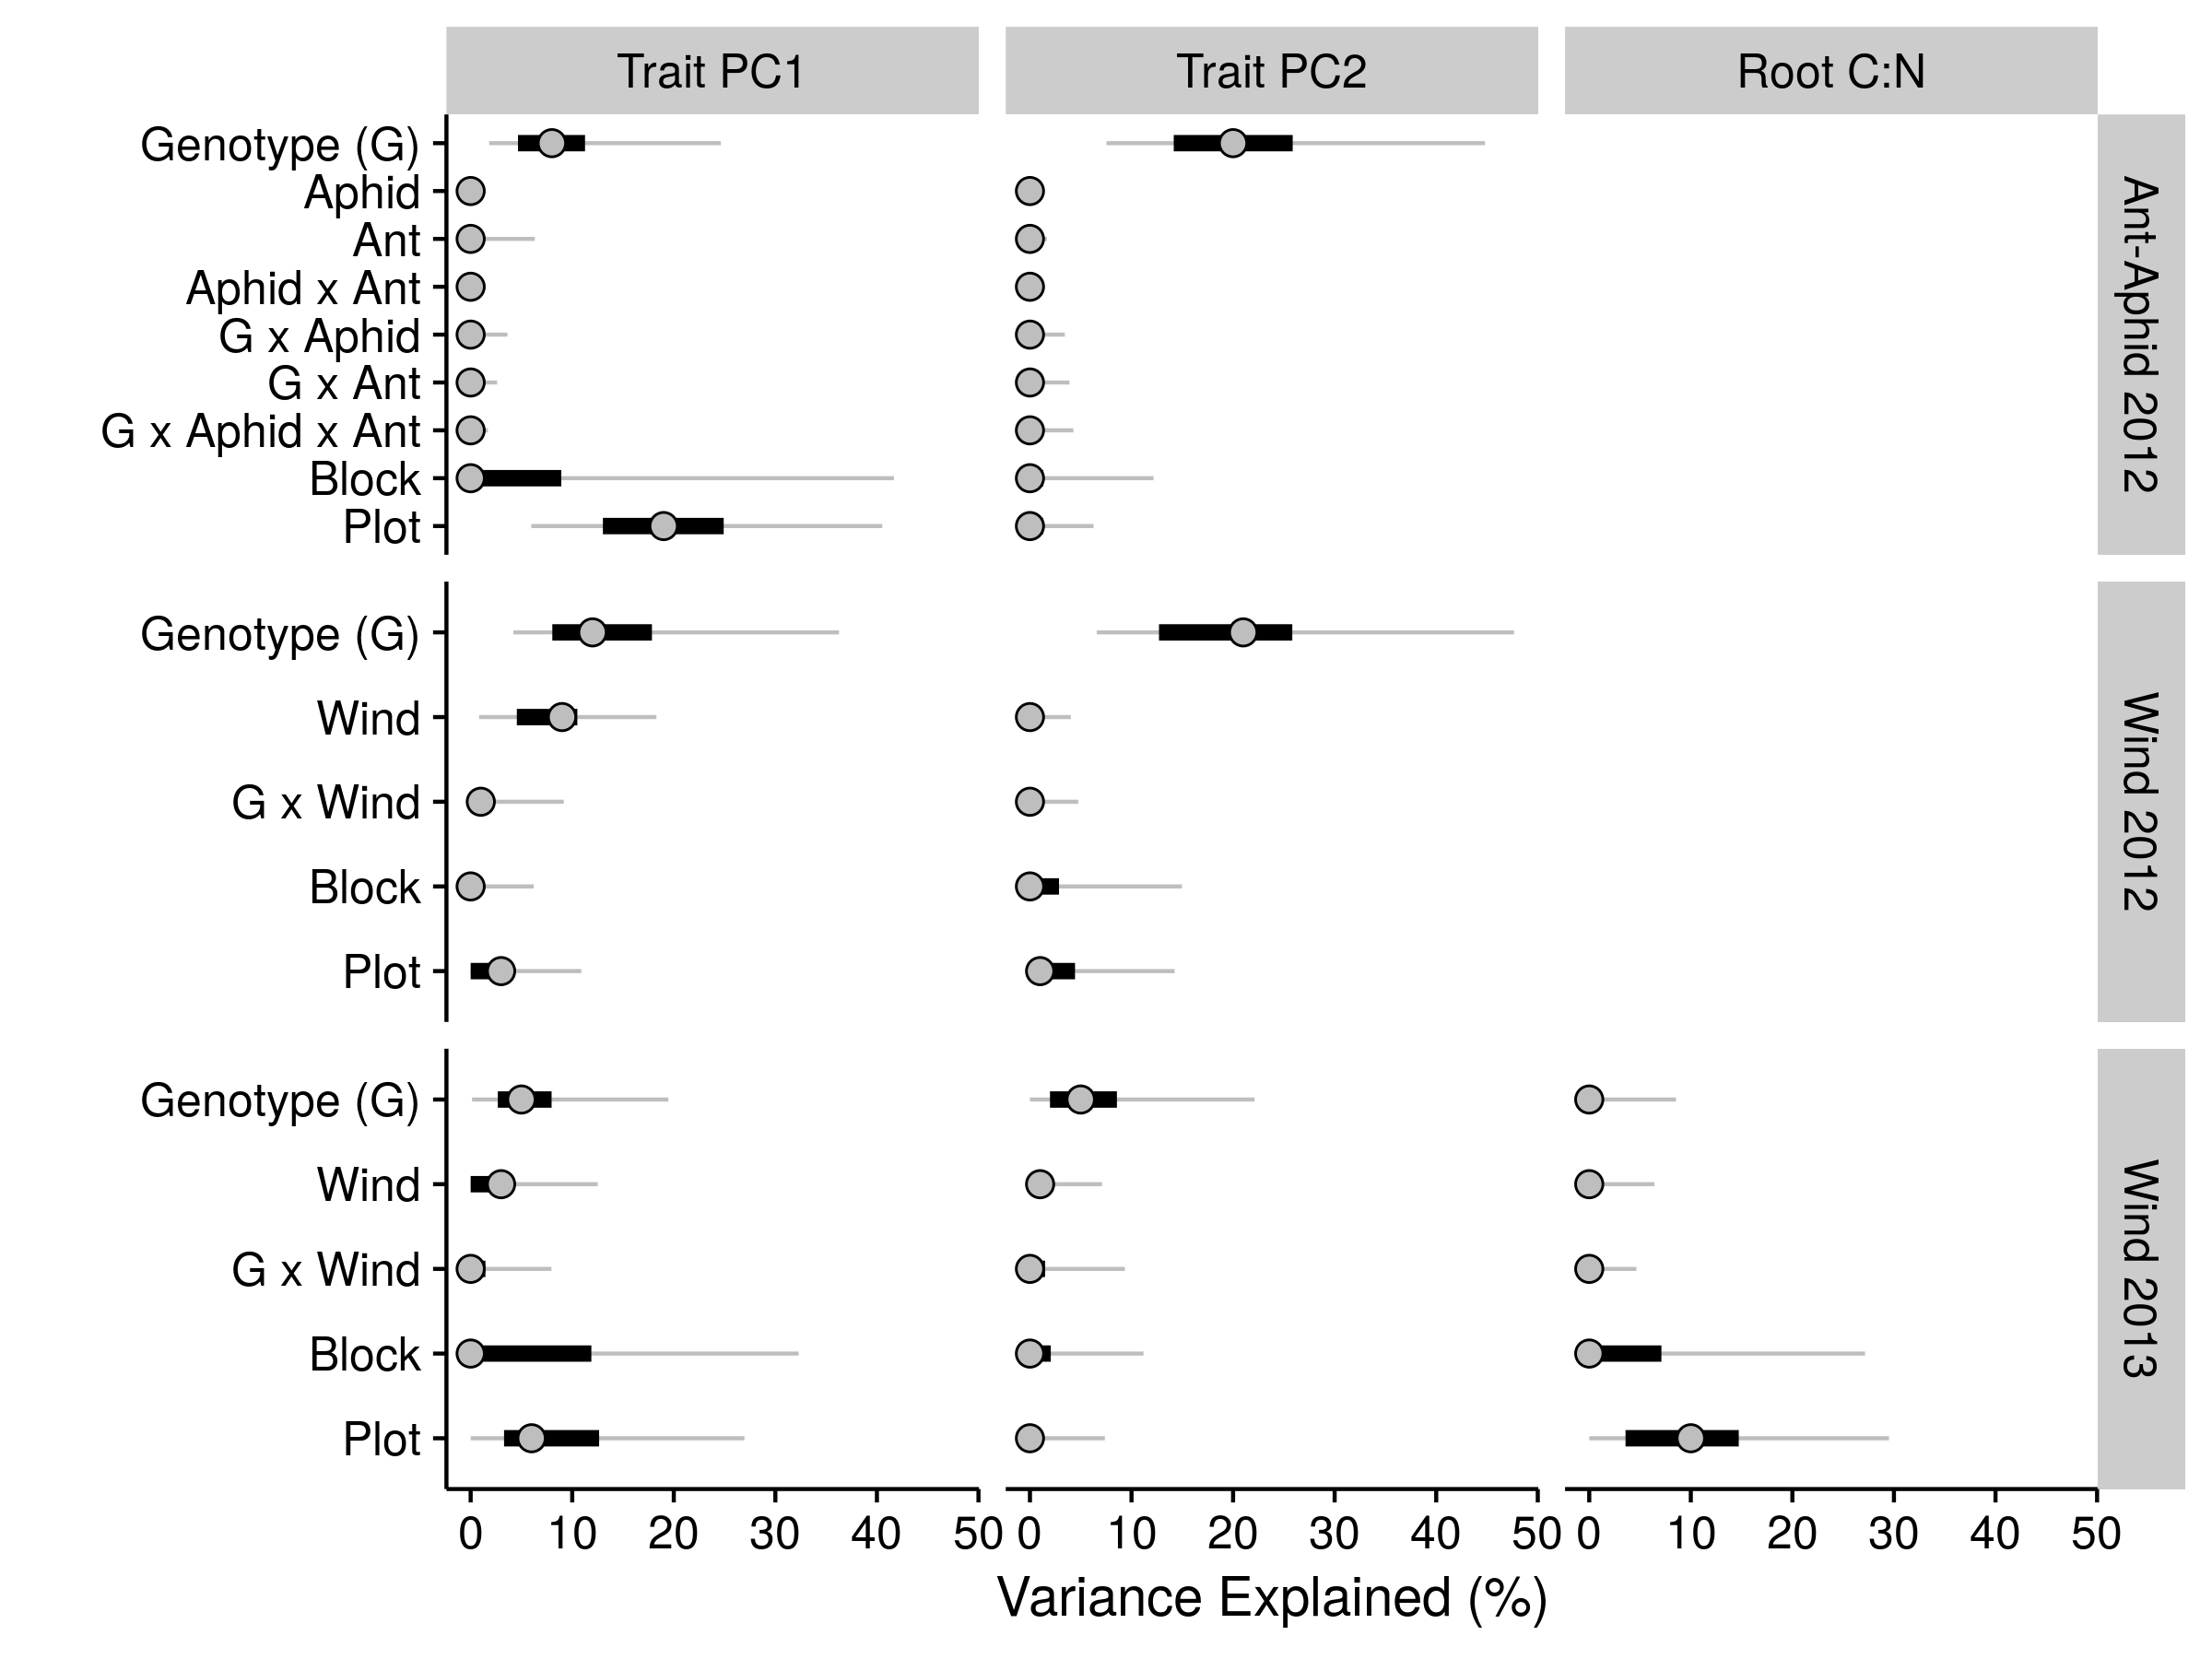 Trait PC1
Trait PC2
Root C:N
Genotype (G)
Aphid
Ant
Aphid x Ant
G x Aphid
G x Ant
G x Aphid x Ant
Block
Plot
Ant-Aphid 2012
Genotype (G)
Wind
G x Wind
Block
Plot
Wind 2012
Genotype (G)
Wind
G x Wind
Block
Plot
Wind 2013
0 10 20 30 40 50
0 10 20 30 40 50
0 10 20 30 40 50
Variance Explained (%)